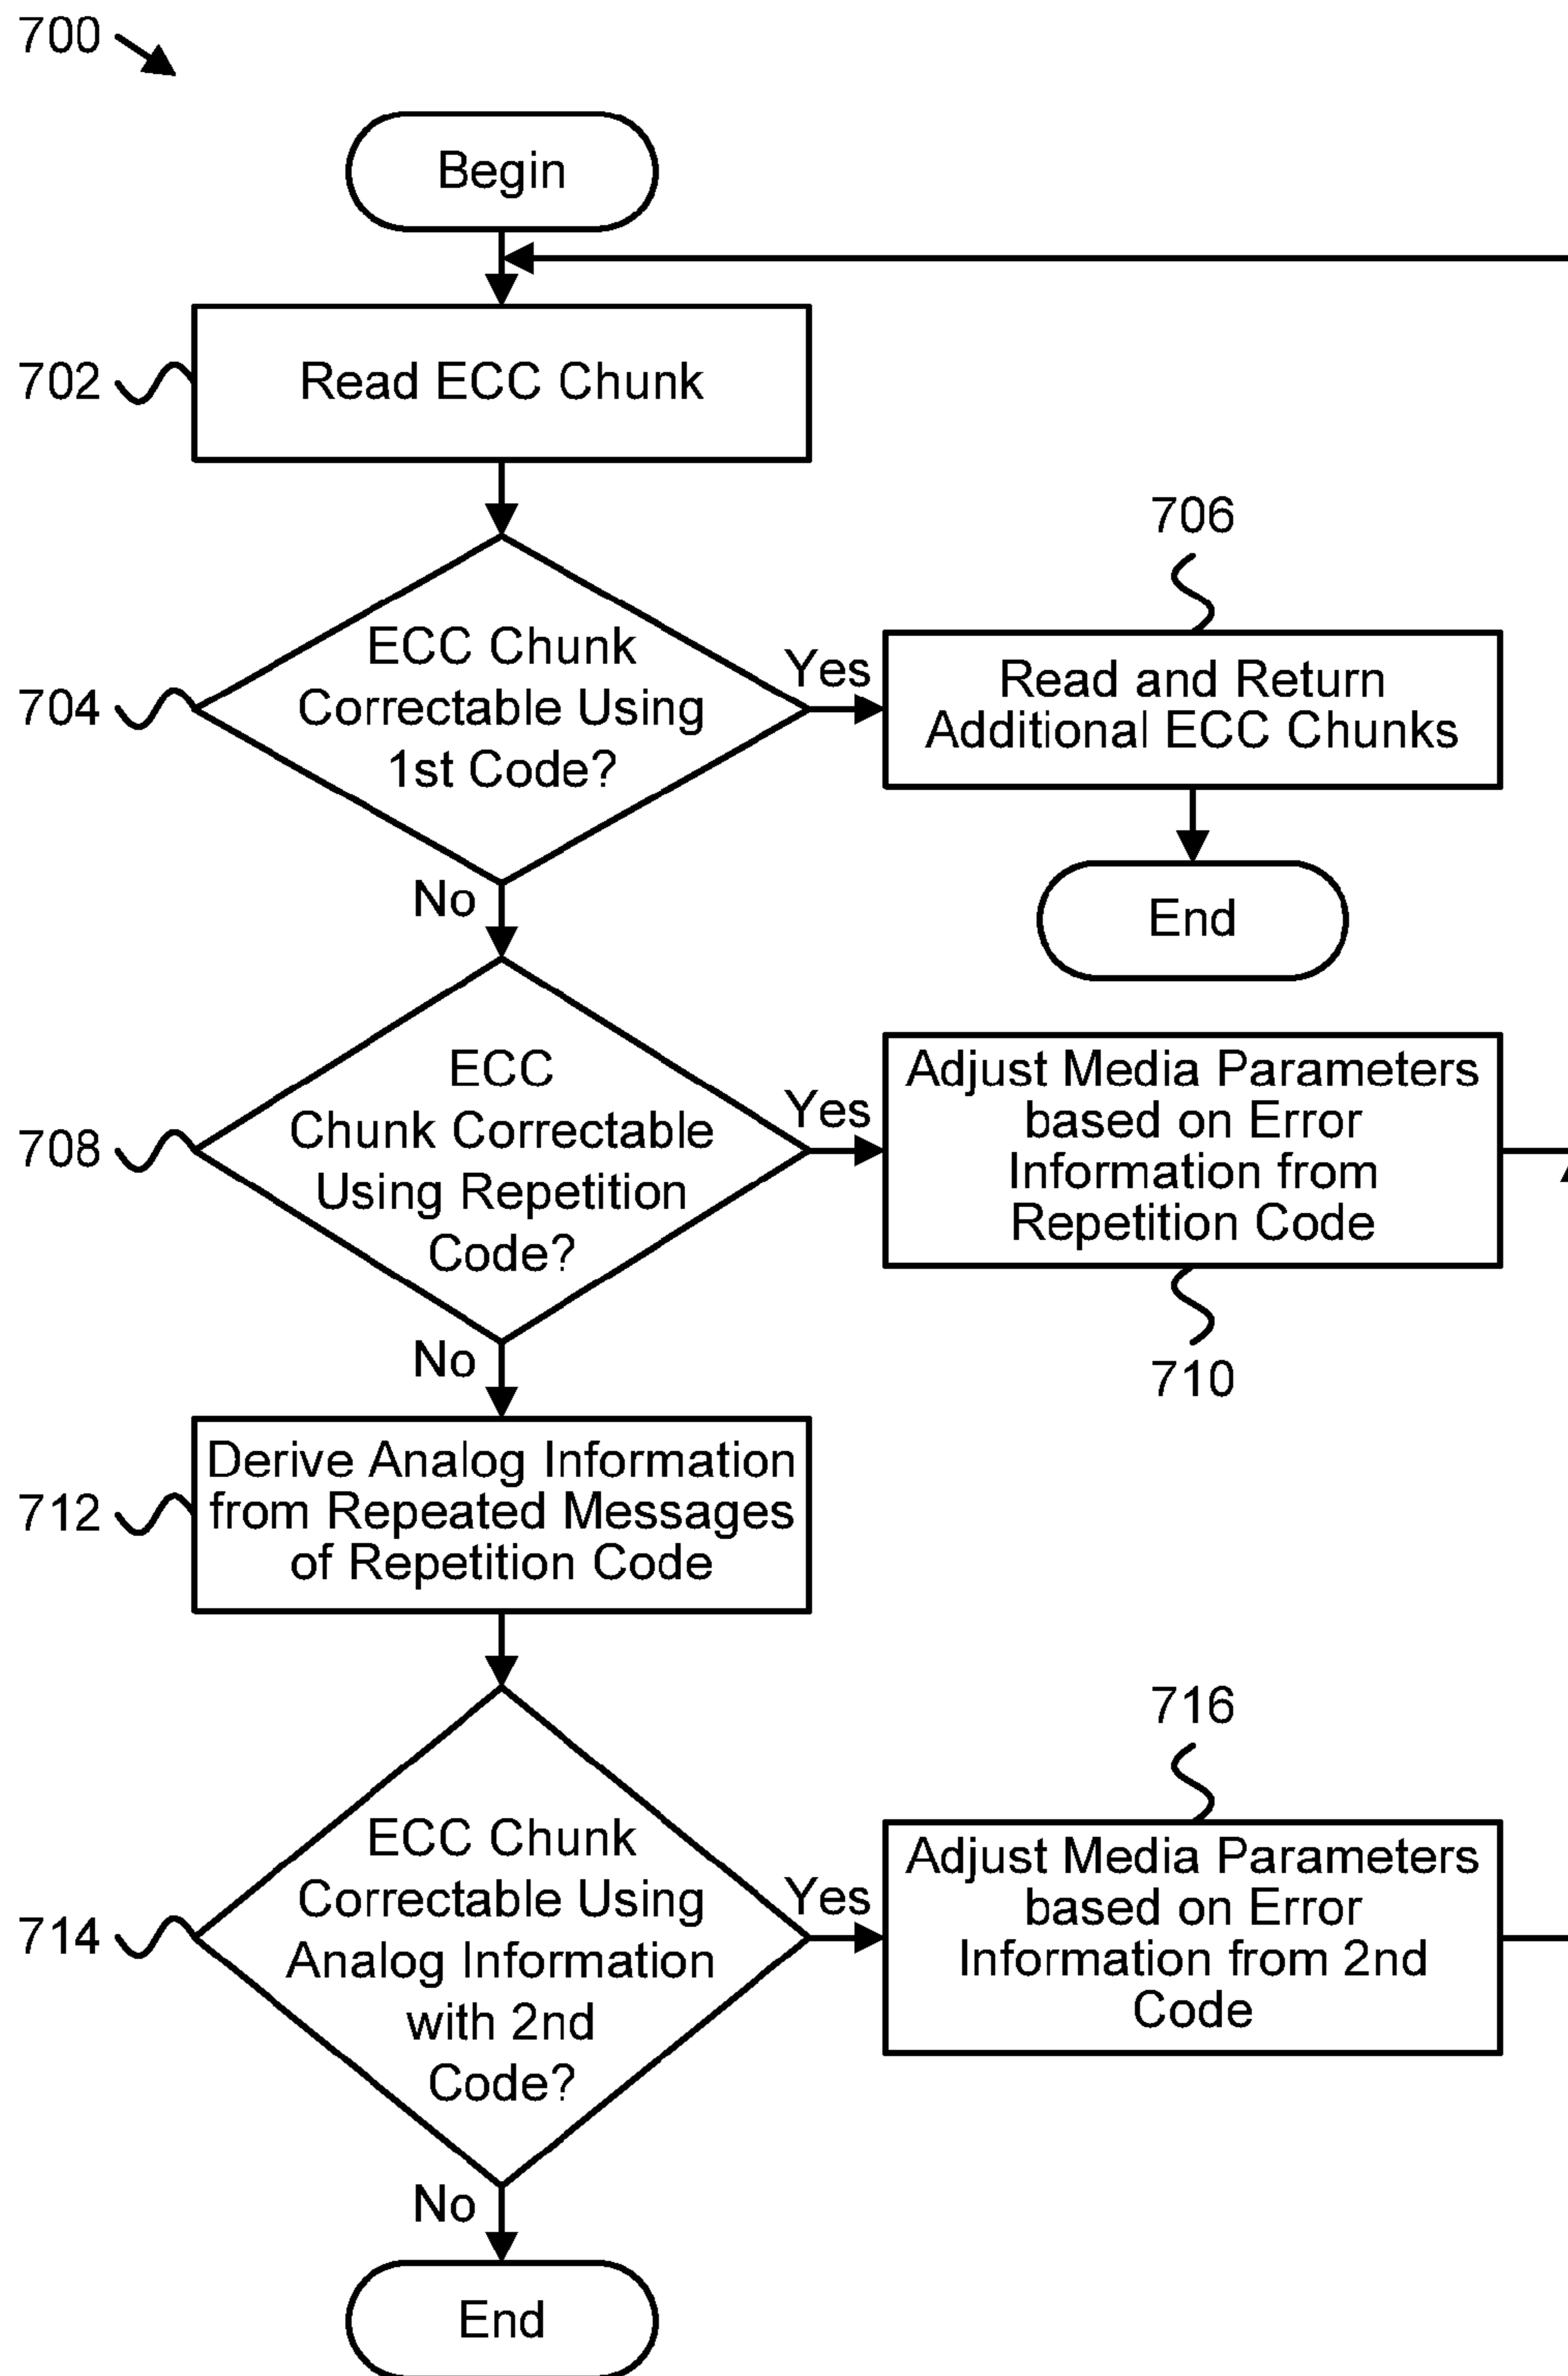 700
Begin
702
Read ECC Chunk
704
ECC Chunk
Correctable Using
1st Code?
Yes
706
Read and Return
Additional ECC Chunks
End
No
708
ECC
Chunk Correctable
Using Repetition
Code?
Yes
Adjust Media Parameters
based on Error
Information from
Repetition Code
710
No
712
Derive Analog Information
from Repeated Messages
of Repetition Code
714
ECC Chunk
Correctable Using
Analog Information
with 2nd
Code?
Yes
716
Adjust Media Parameters
based on Error
Information from 2nd
Code
No
End